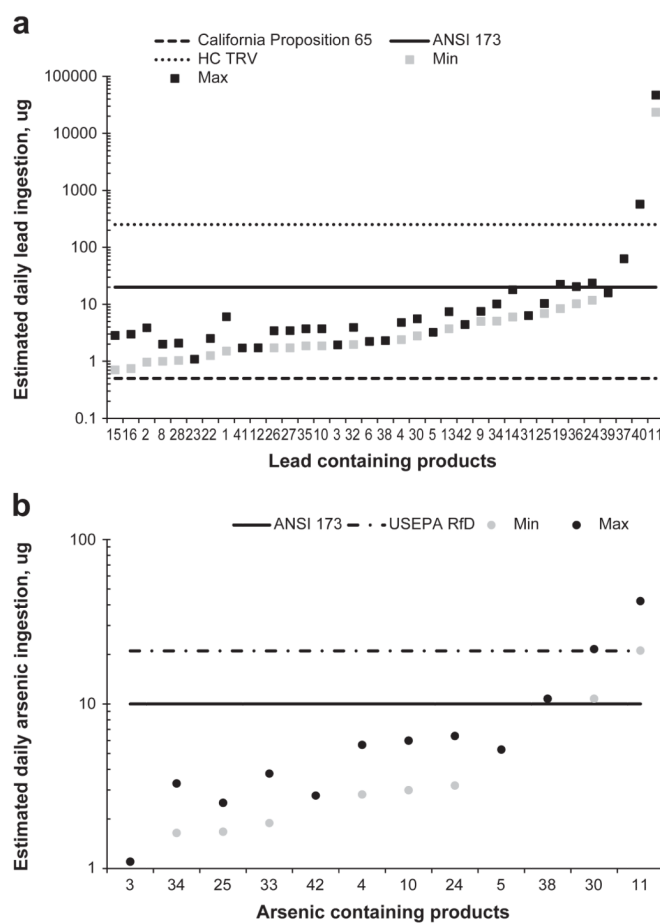 a
California Proposition 65 ANSI 173
HC TRV Min
Max
Estimated daily lead ingestion, ug
100000
10000
1000
100
10
1
0.1
15 16 2 8 28 23 22 1 41 12 26 27 35 10 3 32 6 38 4 30 5 13 42 9 34 14 31 25 19 36 24 39 37 40 11
Lead containing products
b
ANSI 173 USEPA RfD Min Max
Estimated daily arsenic ingestion, ug
100
10
1
3 34 25 33 42 4 10 24 5 38 30 11
Arsenic containing products